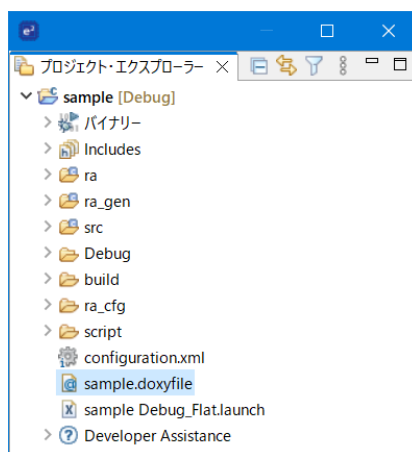 e²
プロジェクト・エクスプローラー
sample [Debug]
バイナリー
Includes
ra
ra_gen
src
Debug
build
ra_cfg
script
configuration.xml
sample.doxyfile
sample Debug_Flat.launch
Developer Assistance